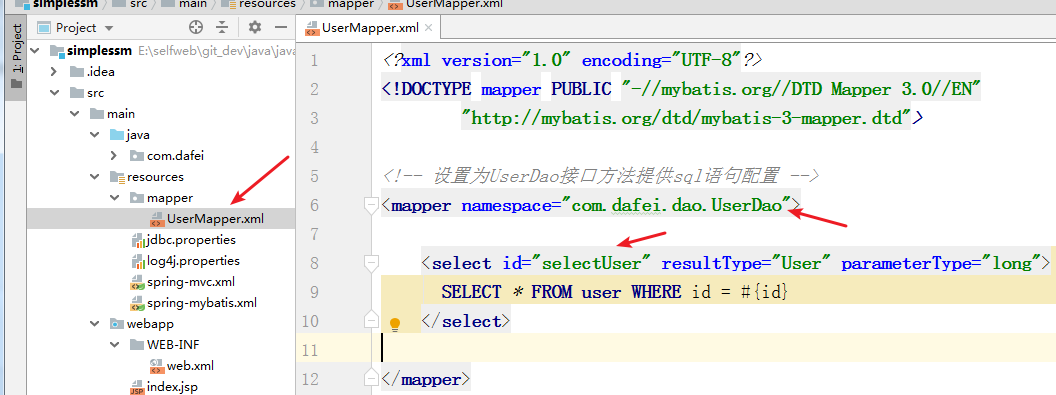 simplessm
src
main
resources
mapper
UserMapper.xml
1: Project
Project
UserMapper.xml
simplessm E:\selfweb\git_dev\java\java
.idea
src
main
java
com.dafei
resources
mapper
UserMapper.xml
jdbc.properties
log4j.properties
spring-mvc.xml
spring-mybatis.xml
webapp
WEB-INF
web.xml
index.jsp
1 <?xml version="1.0" encoding="UTF-8"?>
2 <!DOCTYPE mapper PUBLIC "-//mybatis.org//DTD Mapper 3.0//EN"
3 "http://mybatis.org/dtd/mybatis-3-mapper.dtd">
4
5 <!-- 设置为UserDao接口方法提供sql语句配置 -->
6 <mapper namespace="com.dafei.dao.UserDao">
7
8 <select id="selectUser" resultType="User" parameterType="long">
9 SELECT * FROM user WHERE id = #{id}
10 </select>
11
12 </mapper>